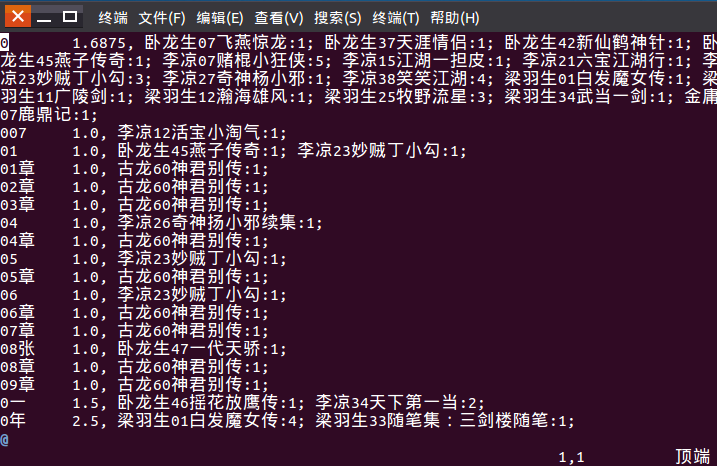 终端 文件(F) 编辑(E) 查看(V) 搜索(S) 终端(T) 帮助(H)
0 1.6875, 卧龙生07飞燕惊龙:1; 卧龙生37天涯情侣:1; 卧龙生42新仙鹤神针:1; 卧
龙生45燕子传奇:1; 李凉07赌棍小狂侠:5; 李凉15江湖一担皮:1; 李凉21六宝江湖行:1; 李
凉23妙贼丁小勾:3; 李凉27奇神杨小邪:1; 李凉38笑笑江湖:4; 梁羽生01白发魔女传:1; 梁
羽生11广陵剑:1; 梁羽生12瀚海雄风:1; 梁羽生25牧野流星:3; 梁羽生34武当一剑:1; 金庸
07鹿鼎记:1;
007 1.0, 李凉12活宝小淘气:1;
01 1.0, 卧龙生45燕子传奇:1; 李凉23妙贼丁小勾:1;
01章 1.0, 古龙60神君别传:1;
02章 1.0, 古龙60神君别传:1;
03章 1.0, 古龙60神君别传:1;
04 1.0, 李凉26奇神扬小邪续集:1;
04章 1.0, 古龙60神君别传:1;
05 1.0, 李凉23妙贼丁小勾:1;
05章 1.0, 古龙60神君别传:1;
06 1.0, 李凉23妙贼丁小勾:1;
06章 1.0, 古龙60神君别传:1;
07章 1.0, 古龙60神君别传:1;
08张 1.0, 卧龙生47一代天骄:1;
08章 1.0, 古龙60神君别传:1;
09章 1.0, 古龙60神君别传:1;
0一 1.5, 卧龙生46摇花放鹰传:1; 李凉34天下第一当:2;
0年 2.5, 梁羽生01白发魔女传:4; 梁羽生33随笔集：三剑楼随笔:1;
@
1,1 顶端